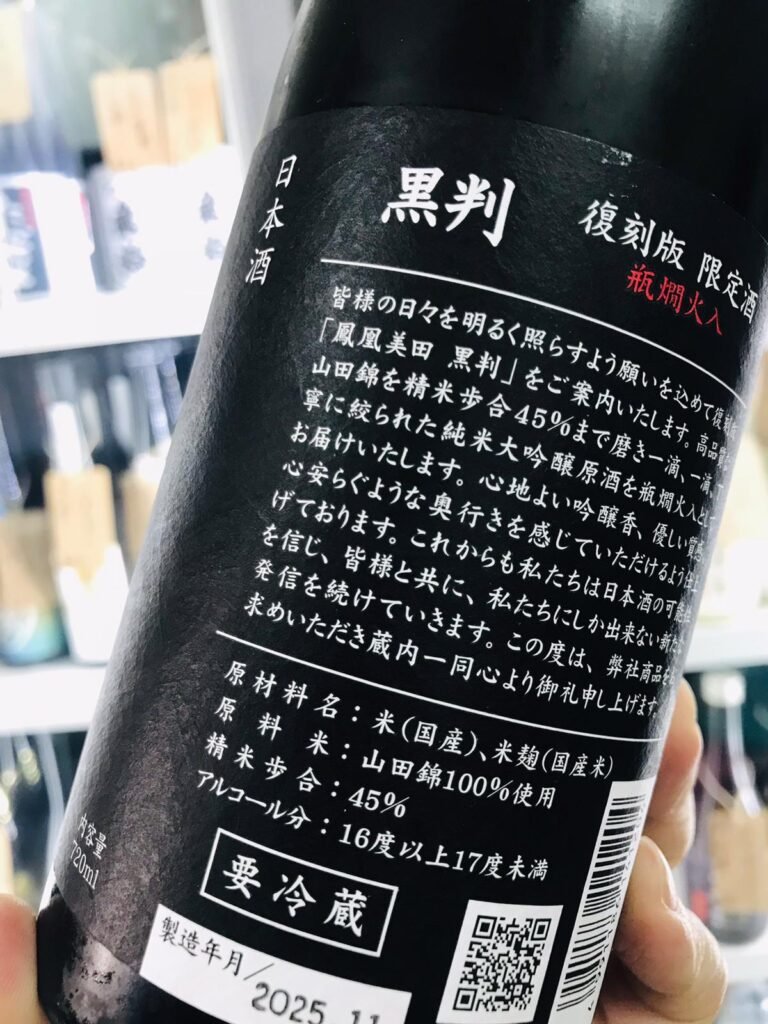 日本酒
黒判
復刻版 限定酒
瓶燗火入
皆様の日々を明るく照らすよう願いを込めて復刻
「鳳凰美田 黒判」をご案内いたします。高品質
山田錦を精米歩合45%まで磨き一滴、一滴、
寧に絞られた純米大吟醸原酒を瓶燗火入とし
お届けいたします。心地よい吟醸香、優しい質感
心安らぐような奥行きを感じていただけるよう仕上
げております。これからも私たちは日本酒の可能性
を信じ、皆様と共に、私たちにしか出来ない新た
発信を続けていきます。この度は、弊社商品を
求めいただき蔵内一同心より御礼申し上げます。
原材料名：米(国産)、米麹(国産米)
原料米：山田錦100%使用
精米歩合：45%
アルコール分：16度以上17度未満
内容量
720ml
要冷蔵
製造年月/
2025.11